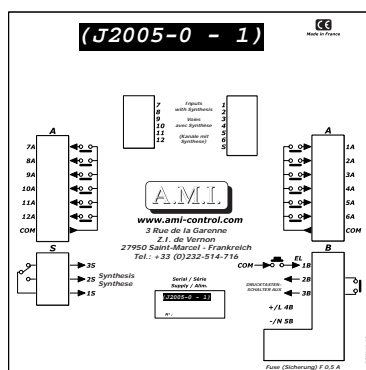 (J2005-0 - 1)
CE
Made in France
7
8
9
10
11
12
Inputs
with Synthesis
Voies
avec Synthese
(Kanale mit
Synthese)
1
2
3
4
5
6
S
A
7A
8A
9A
10A
11A
12A
COM
A
1A
2A
3A
4A
5A
6A
COM
A.M.I.
www.ami-control.com
3 Rue de la Garenne
Z.I. de Vernon
27950 Saint-Marcel - Frankreich
Tel.: +33 (0)232-514-716
S
3S
2S
1S
Synthesis
Synthese
Serial / Série
Supply / Alim.
(J2005-0 - 1)
N°:
B
COM
EL
1B
2B
3B
DRUCKTASTEN-
SCHALTER AUS
+/L 4B
-/N 5B
Fuse (Sicherung) F 0,5 A